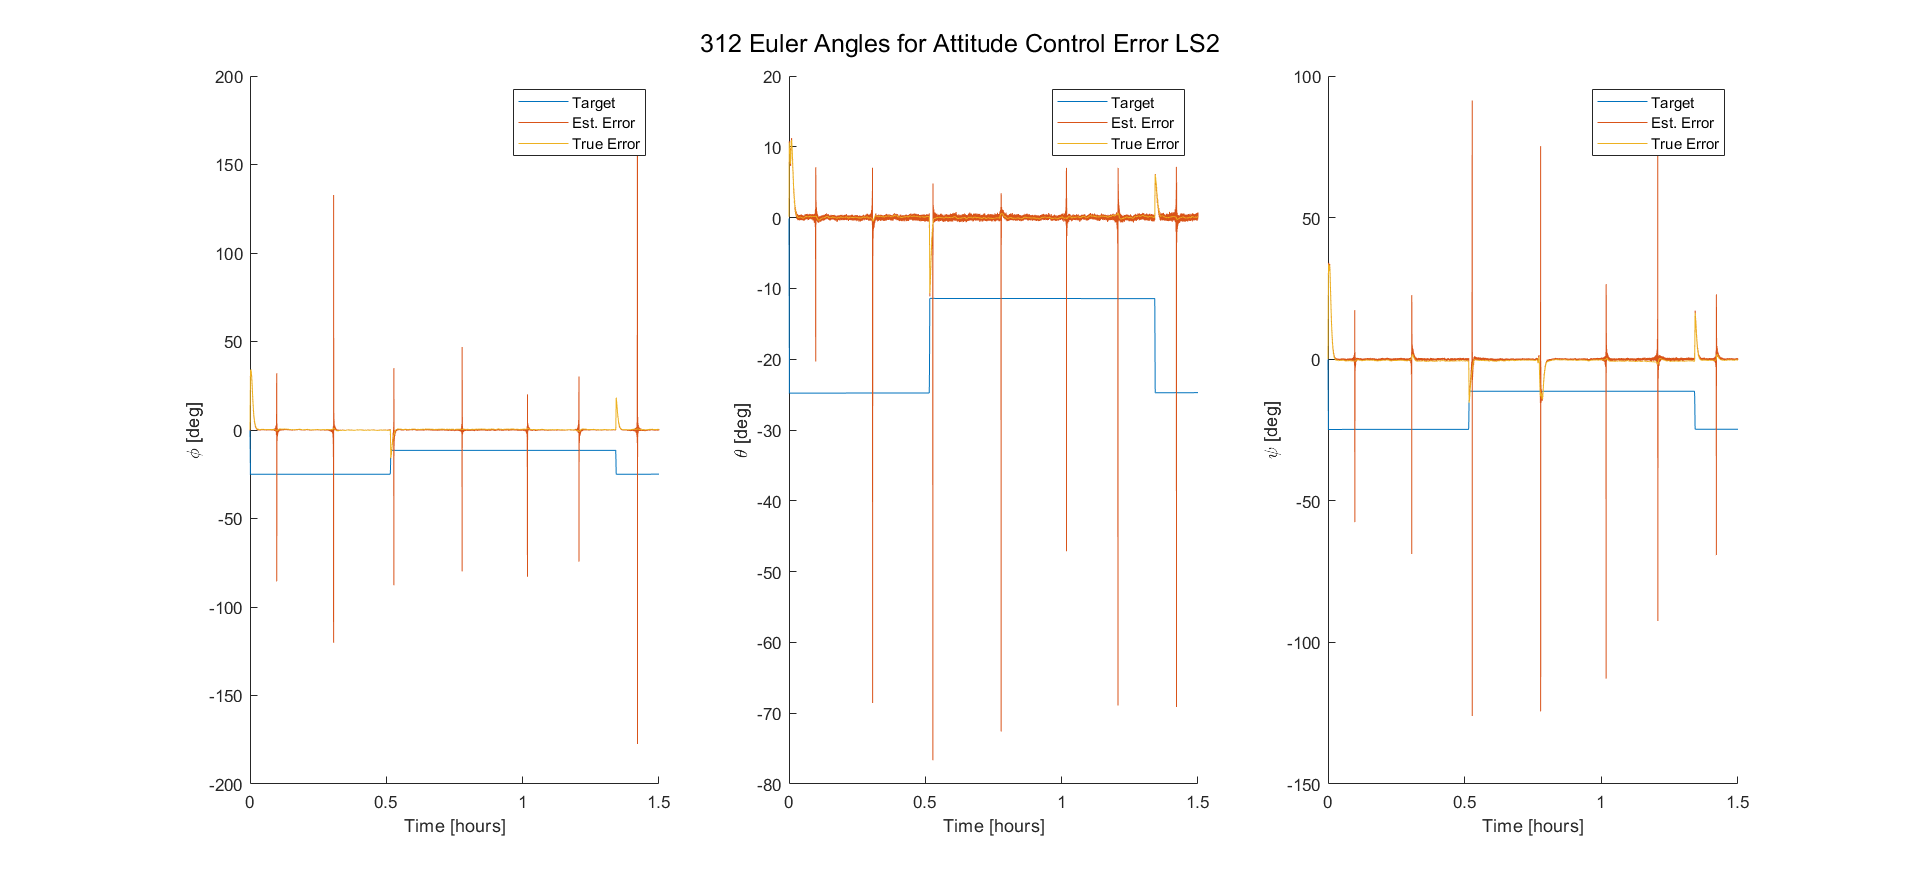 312 Euler Angles for Attitude Control Error LS2
200
150
100
50
0
-50
-100
-150
-200
0
0.5
1
1.5
ϕ [deg]
Time [hours]
Target
Est. Error
True Error
20
10
0
-10
-20
-30
-40
-50
-60
-70
-80
0
0.5
1
1.5
θ [deg]
Time [hours]
Target
Est. Error
True Error
100
50
0
-50
-100
-150
0
0.5
1
1.5
ψ [deg]
Time [hours]
Target
Est. Error
True Error